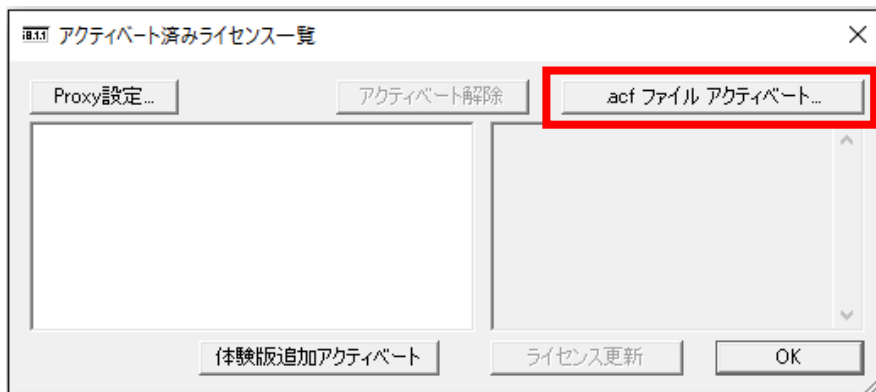 アクティベート済みライセンス一覧
Proxy設定...
アクティベート解除
.acf ファイル アクティベート...
体験版追加アクティベート
ライセンス更新
OK